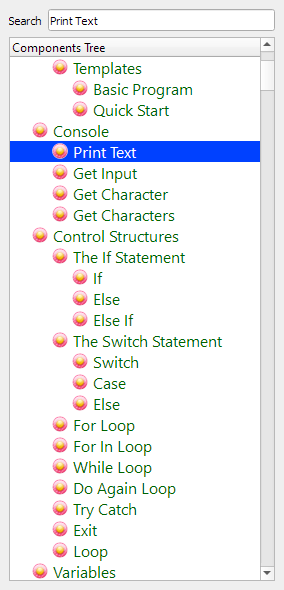 Search Print Text
Components Tree
Templates
Basic Program
Quick Start
Console
Print Text
Get Input
Get Character
Get Characters
Control Structures
The If Statement
If
Else
Else If
The Switch Statement
Switch
Case
Else
For Loop
For In Loop
While Loop
Do Again Loop
Try Catch
Exit
Loop
Variables